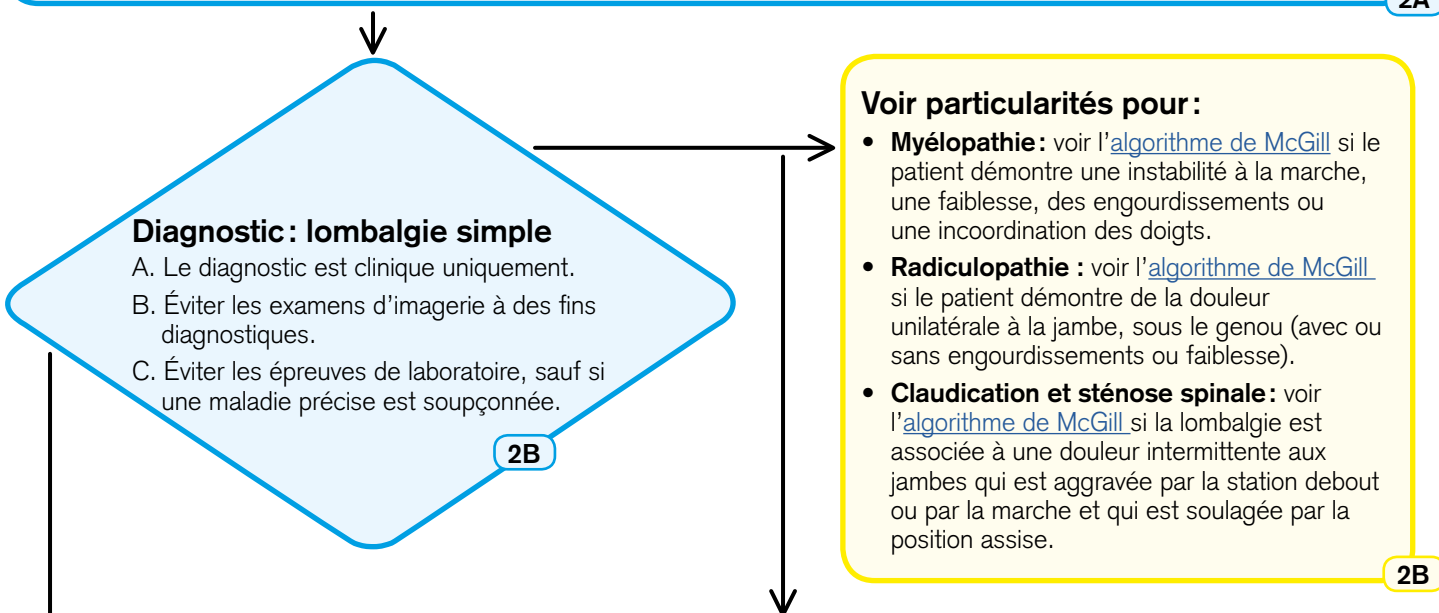 2A
Diagnostic : lombalgie simple
A. Le diagnostic est clinique uniquement.
B. Éviter les examens d'imagerie à des fins
diagnostiques.
C. Éviter les épreuves de laboratoire, sauf si
une maladie précise est soupçonnée.
2B
Voir particularités pour :
• Myélopathie : voir l'algorithme de McGill si le
patient démontre une instabilité à la marche,
une faiblesse, des engourdissements ou
une incoordination des doigts.
• Radiculopathie : voir l'algorithme de McGill
si le patient démontre de la douleur
unilatérale à la jambe, sous le genou (avec ou
sans engourdissements ou faiblesse).
• Claudication et sténose spinale : voir
l'algorithme de McGill si la lombalgie est
associée à une douleur intermittente aux
jambes qui est aggravée par la station debout
ou par la marche et qui est soulagée par la
position assise.
2B